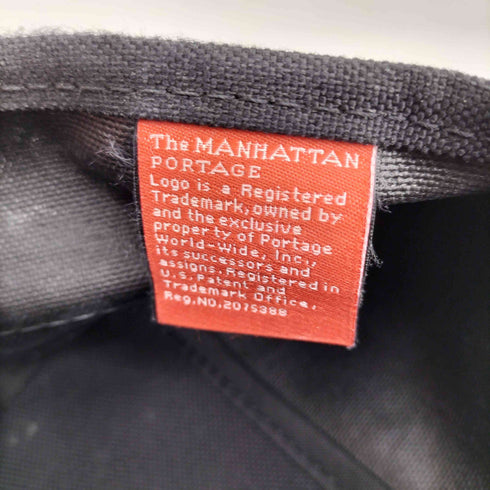 The MANHATTAN
PORTAGE
Logo is a Registered
Trademark, owned by
and the exclusive
property of Portage
World-Wide, Inc.,
its successors and
assigns. Registered in
U.S. Patent and
Trademark Office,
Reg.NO.2075388